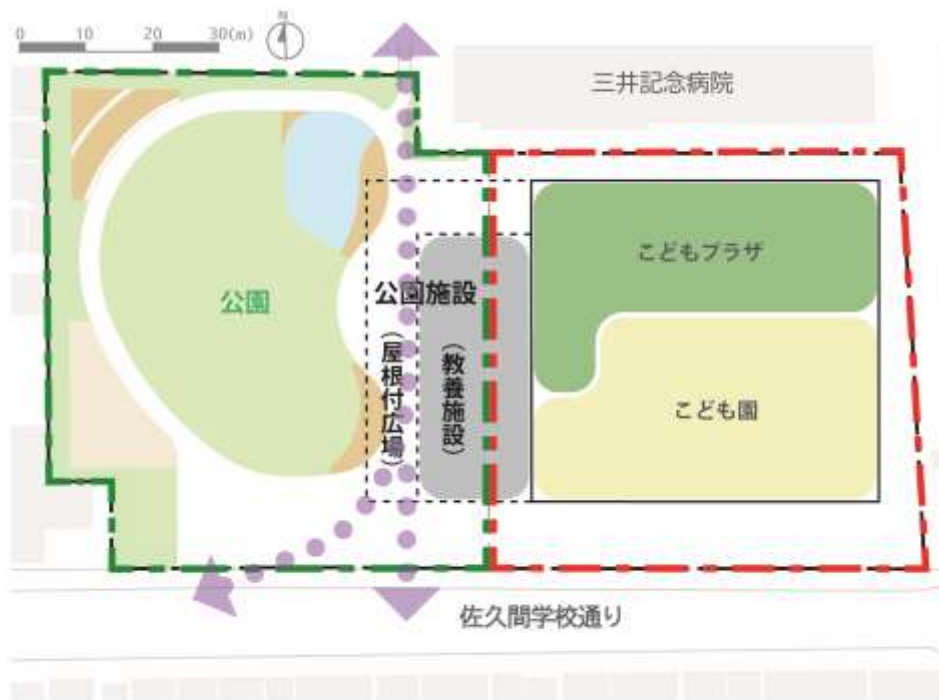 N
0 10 20 30(m)
三井記念病院
こどもプラザ
公園
公園施設
(屋根付広場)
(教養施設)
こども園
佐久間学校通り